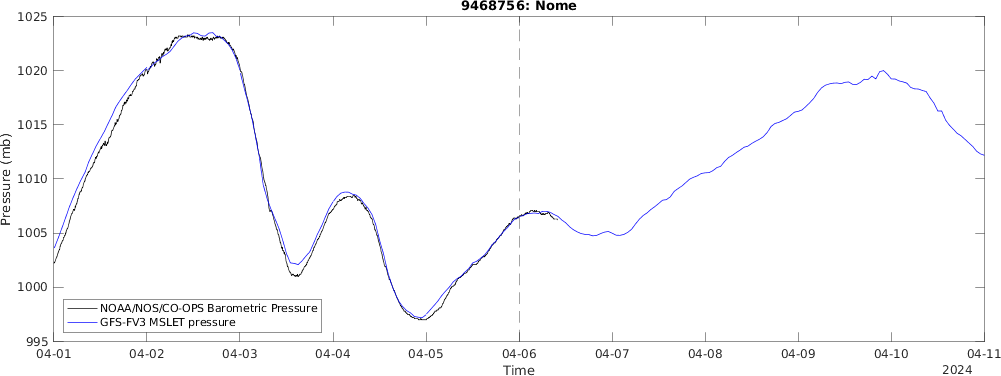 9468756: Nome
Pressure (mb)
1025
1020
1015
1010
1005
1000
995
NOAA/NOS/CO-OPS Barometric Pressure
GFS-FV3 MSLET pressure
04-01 04-02 04-03 04-04 04-05 04-06 04-07 04-08 04-09 04-10 04-11
Time
2024